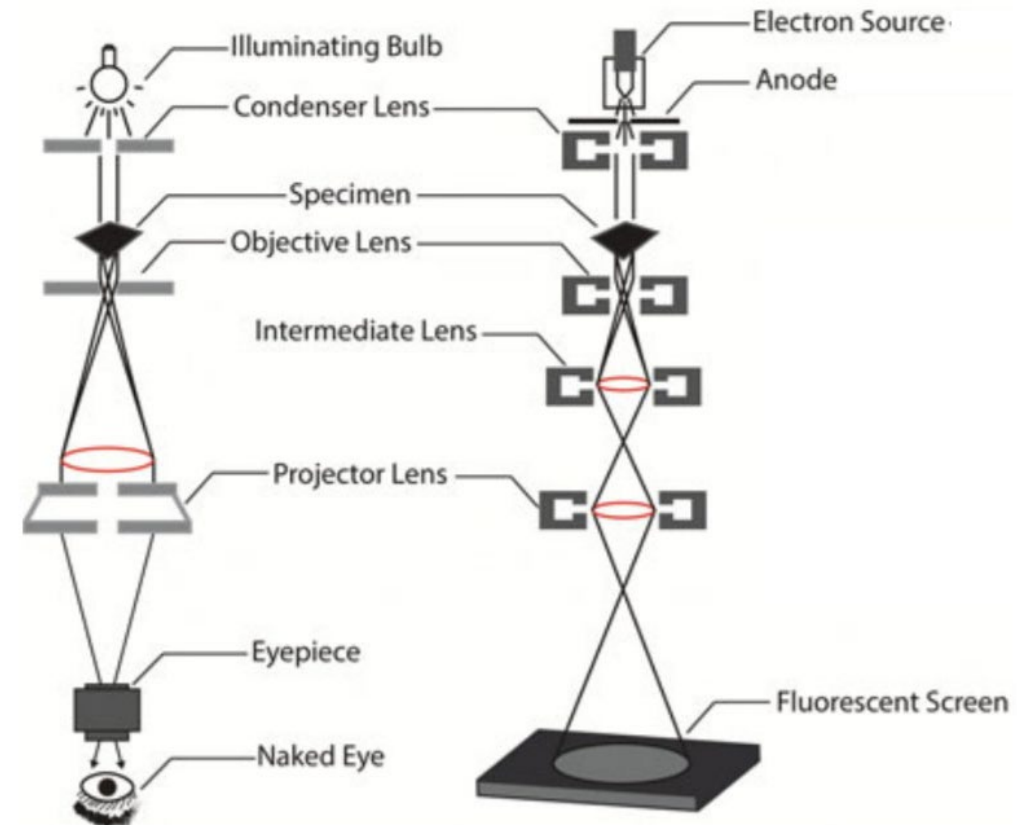 Electron Source
Illuminating Bulb
Anode
Condenser Lens
Specimen
Objective Lens
Intermediate Lens
Projector Lens
Eyepiece
Fluorescent Screen
Naked Eye